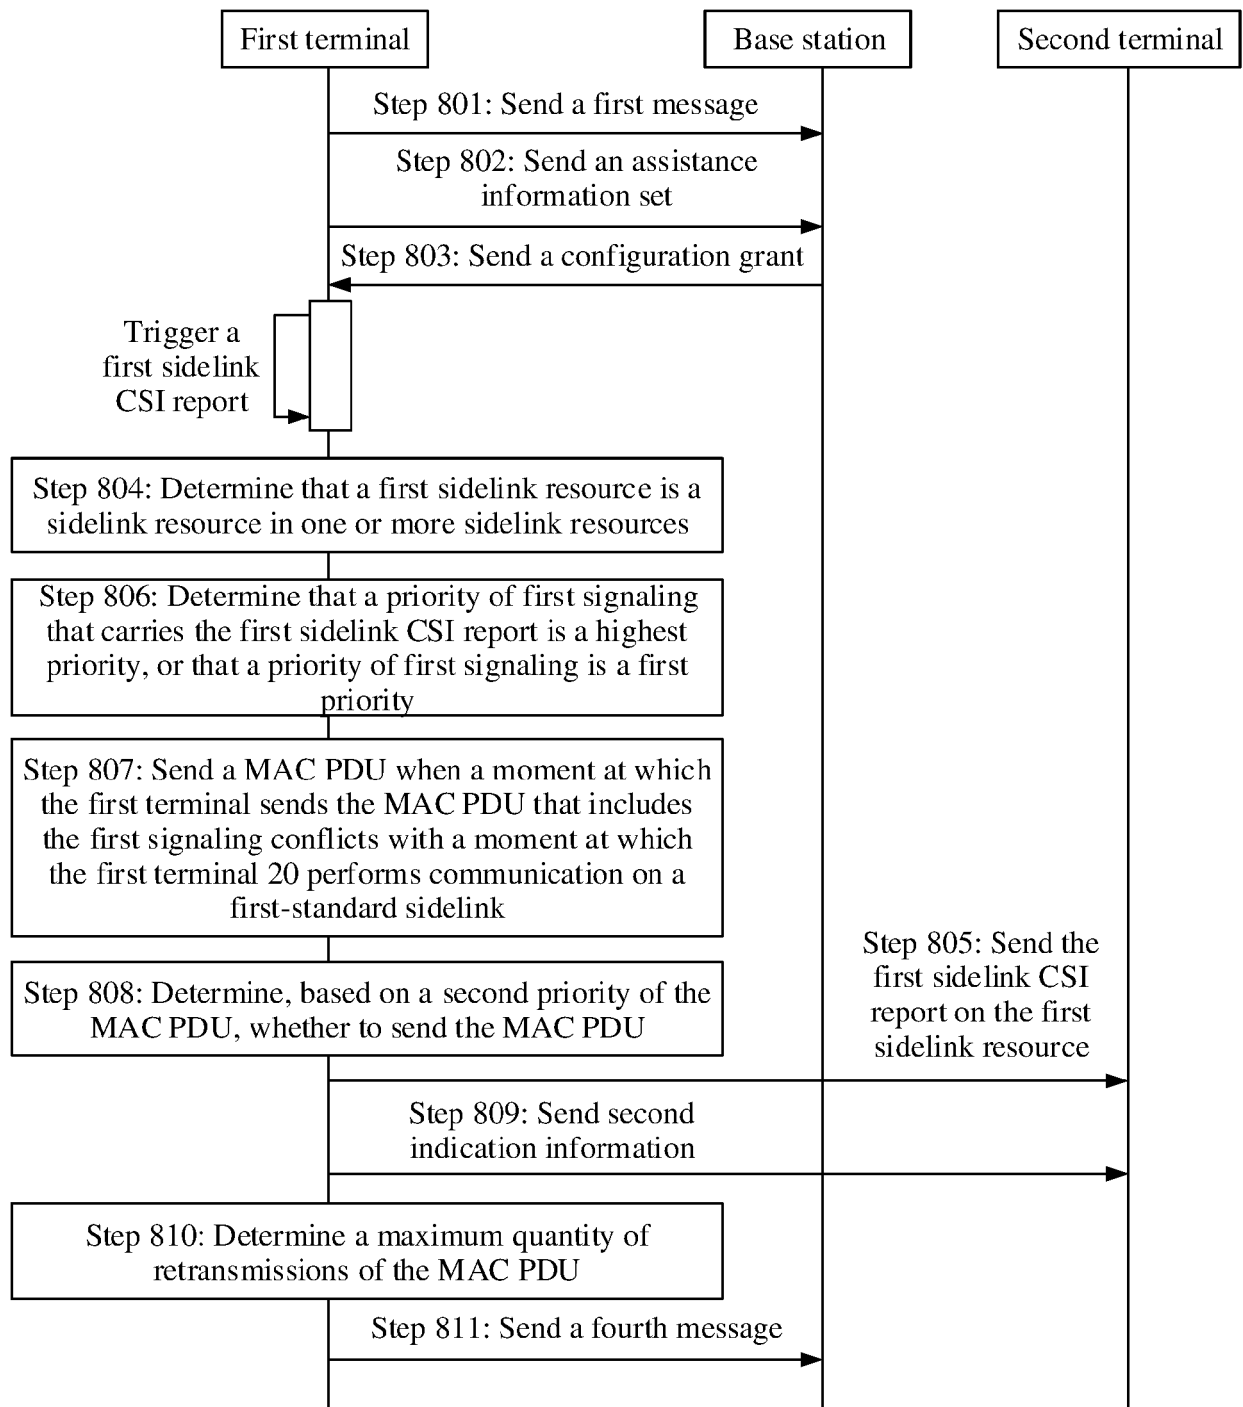 First terminal
Base station
Second terminal
Step 801: Send a first message
Step 802: Send an assistance
information set
Step 803: Send a configuration grant
Trigger a
first sidelink
CSI report
Step 804: Determine that a first sidelink resource is a
sidelink resource in one or more sidelink resources
Step 806: Determine that a priority of first signaling
that carries the first sidelink CSI report is a highest
priority, or that a priority of first signaling is a first
priority
Step 807: Send a MAC PDU when a moment at which
the first terminal sends the MAC PDU that includes
the first signaling conflicts with a moment at which
the first terminal 20 performs communication on a
first-standard sidelink
Step 808: Determine, based on a second priority of the
MAC PDU, whether to send the MAC PDU
Step 805: Send the
first sidelink CSI
report on the first
sidelink resource
Step 809: Send second
indication information
Step 810: Determine a maximum quantity of
retransmissions of the MAC PDU
Step 811: Send a fourth message